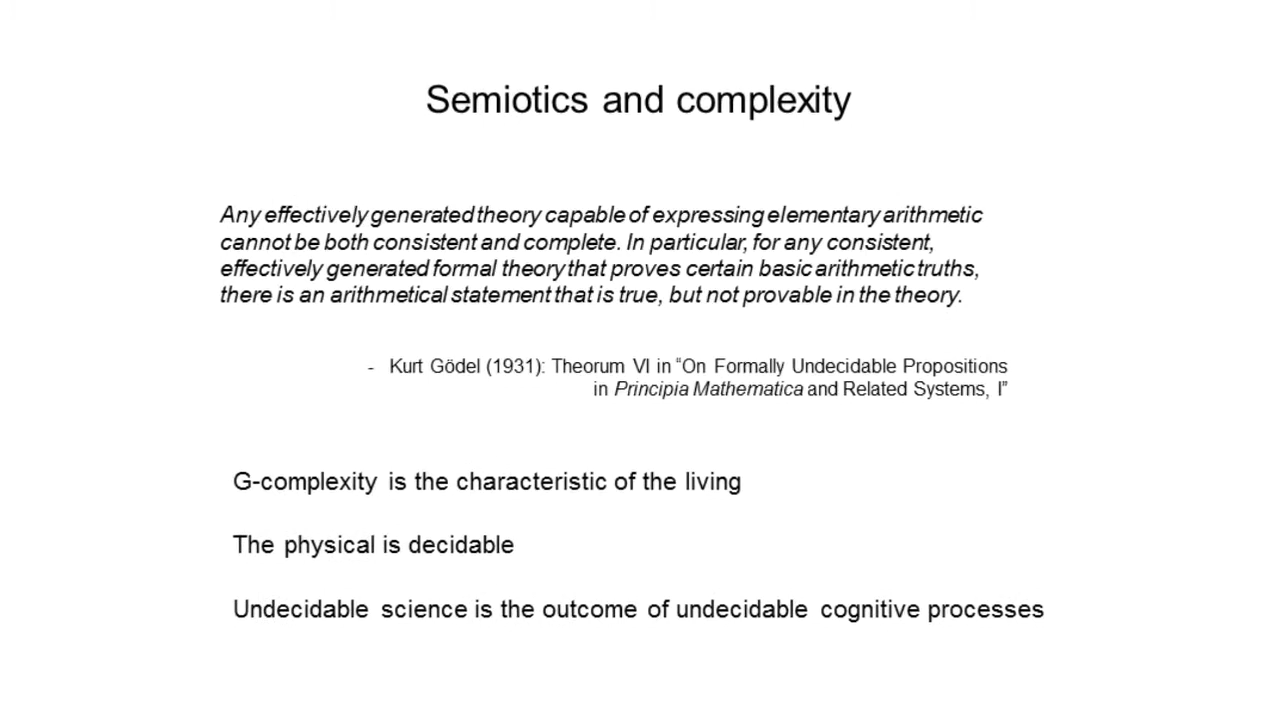 Semiotics and complexity
Any effectively generated theory capable of expressing elementary arithmetic
cannot be both consistent and complete. In particular, for any consistent,
effectively generated formal theory that proves certain basic arithmetic truths,
there is an arithmetical statement that is true, but not provable in the theory.
- Kurt Gödel (1931): Theorum VI in “On Formally Undecidable Propositions
in Principia Mathematica and Related Systems, I”
G-complexity is the characteristic of the living
The physical is decidable
Undecidable science is the outcome of undecidable cognitive processes